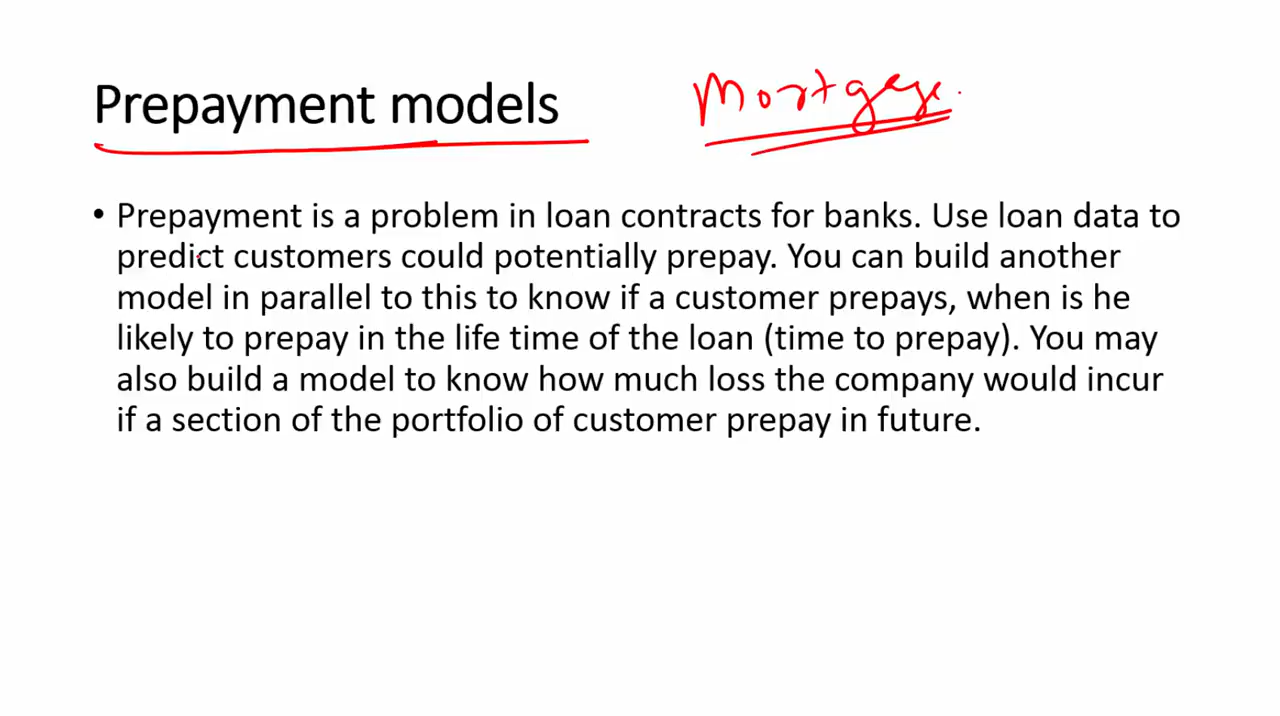 Prepayment models Mortgage.
• Prepayment is a problem in loan contracts for banks. Use loan data to
predict customers could potentially prepay. You can build another
model in parallel to this to know if a customer prepays, when is he
likely to prepay in the life time of the loan (time to prepay). You may
also build a model to know how much loss the company would incur
if a section of the portfolio of customer prepay in future.